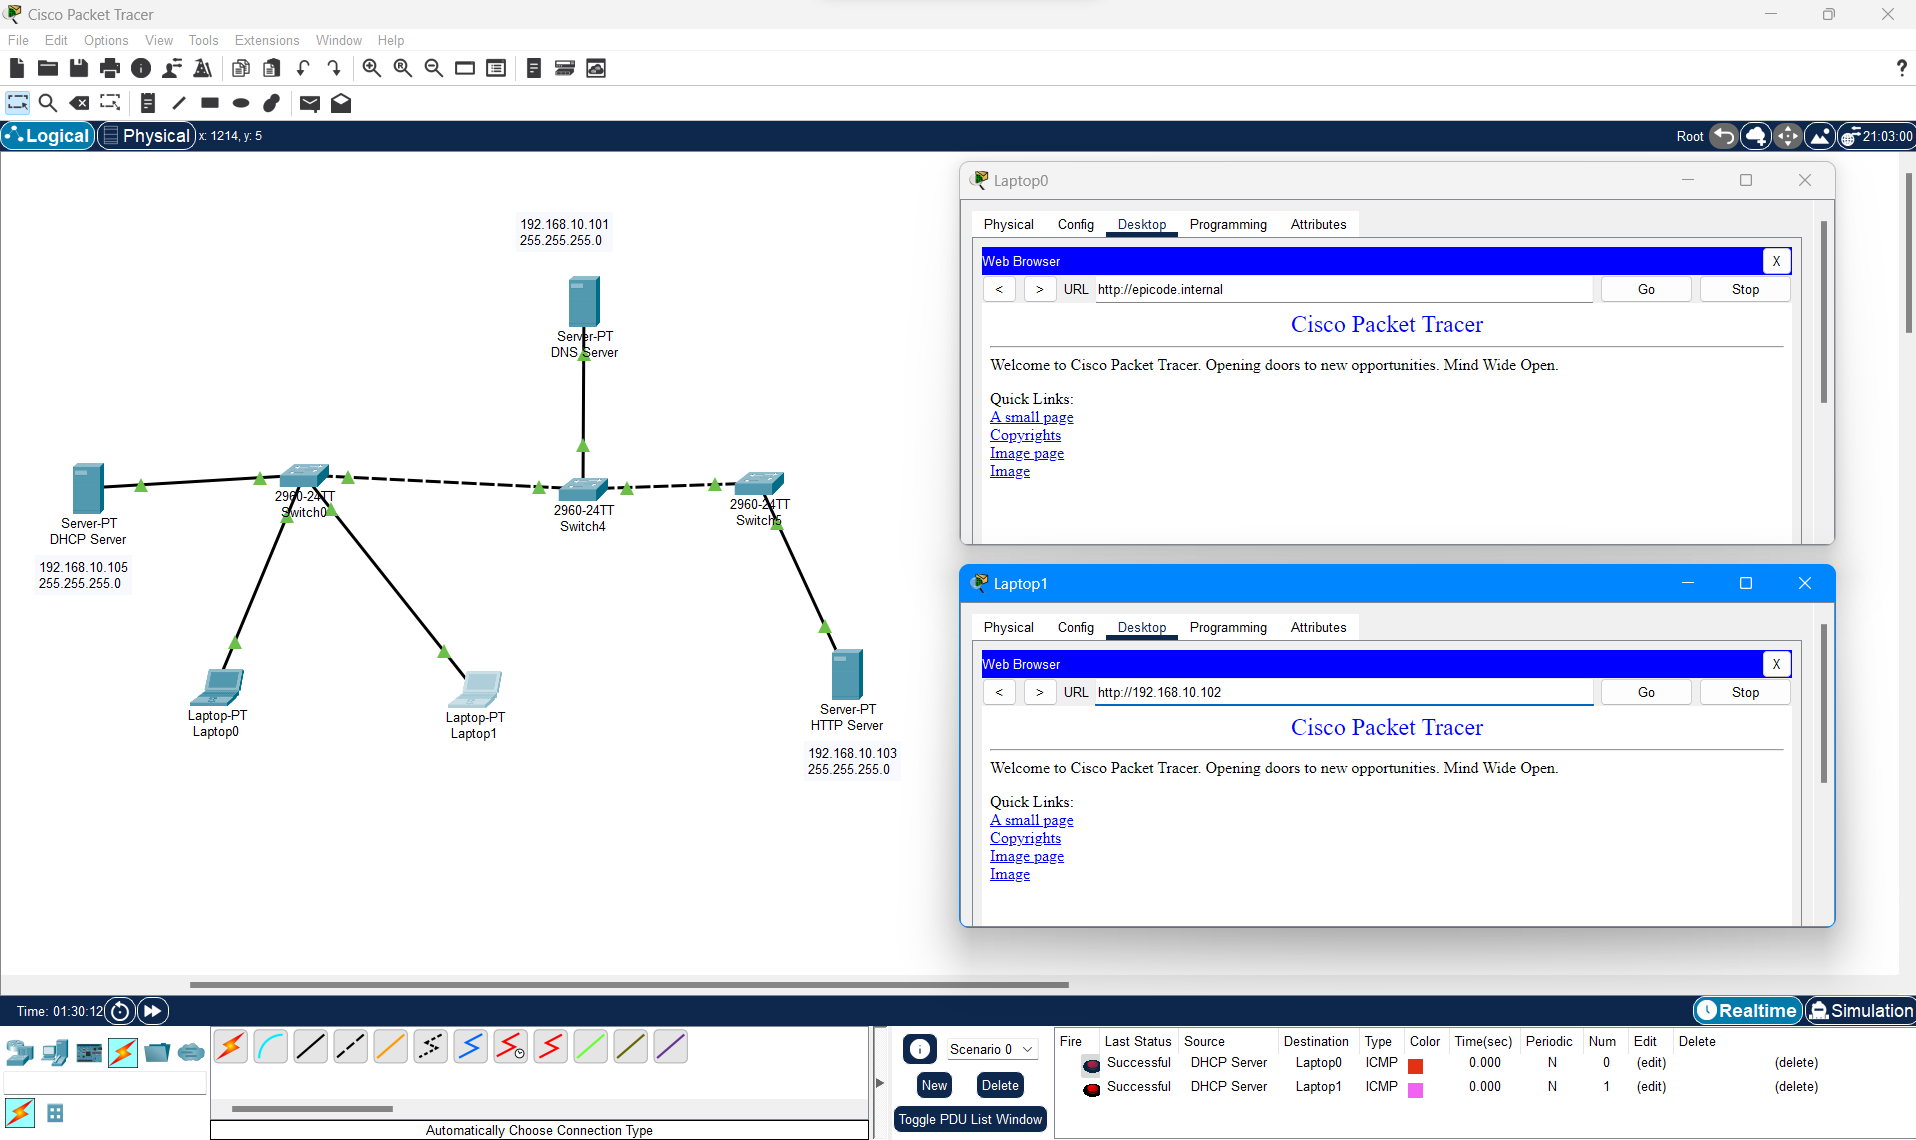 Cisco Packet Tracer
File Edit Options View Tools Extensions Window Help
?
Logical Physical x: 1214, y: 5 Root 21:03:00
192.168.10.101
255.255.255.0
Server-PT
DNS Server
Server-PT
DHCP Server
192.168.10.105
255.255.255.0
2960-24TT
Switch0
2960-24TT
Switch4
2960-24TT
Switch5
Laptop-PT
Laptop0
Laptop-PT
Laptop1
Server-PT
HTTP Server
192.168.10.103
255.255.255.0
Laptop0
Physical Config Desktop Programming Attributes
Web Browser X
< > URL http://epicode.internal Go Stop
Cisco Packet Tracer
Welcome to Cisco Packet Tracer. Opening doors to new opportunities. Mind Wide Open.
Quick Links:
A small page
Copyrights
Image page
Image
Laptop1
Physical Config Desktop Programming Attributes
Web Browser X
< > URL http://192.168.10.102 Go Stop
Cisco Packet Tracer
Welcome to Cisco Packet Tracer. Opening doors to new opportunities. Mind Wide Open.
Quick Links:
A small page
Copyrights
Image page
Image
Time: 01:30:12 Realtime Simulation
Automatically Choose Connection Type
Scenario 0
New Delete
Toggle PDU List Window
Fire Last Status Source Destination Type Color Time(sec) Periodic Num Edit Delete
Successful DHCP Server Laptop0 ICMP 0.000 N 0 (edit) (delete)
Successful DHCP Server Laptop1 ICMP 0.000 N 1 (edit) (delete)